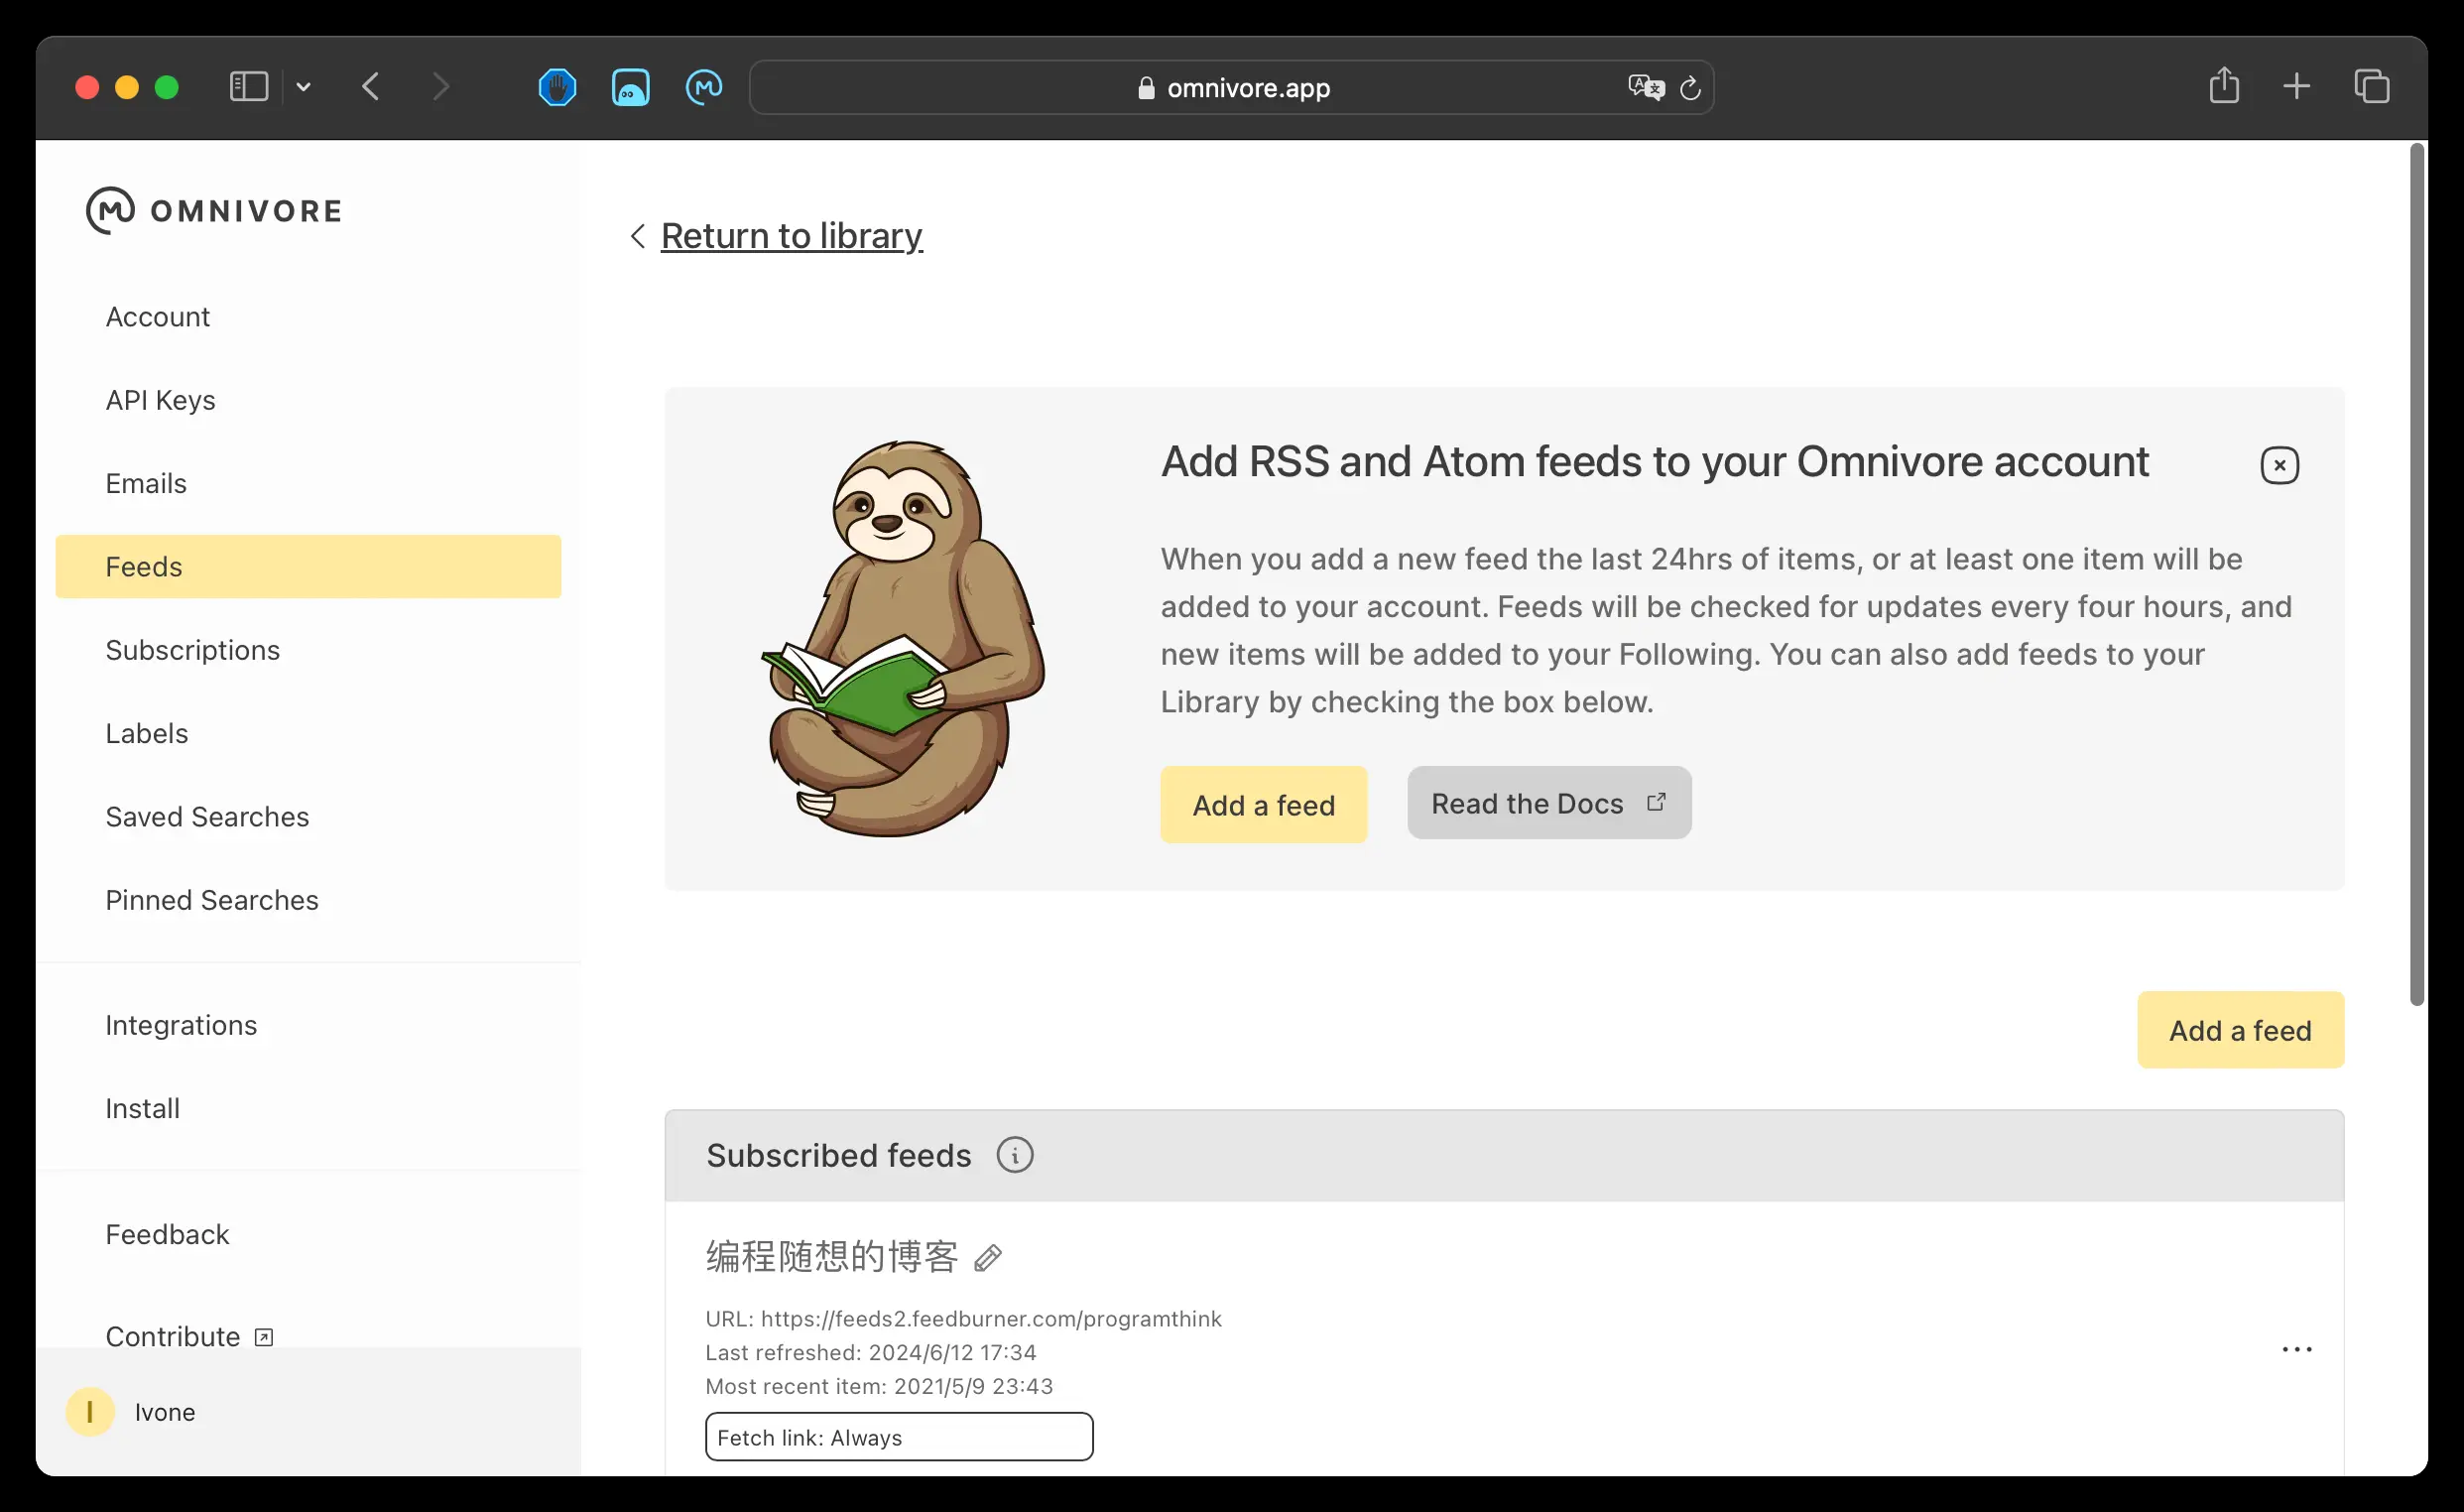 omnivore.app
OMNIVORE
Account
API Keys
Emails
Feeds
Subscriptions
Labels
Saved Searches
Pinned Searches
Integrations
Install
Feedback
Contribute
I
Ivone
Return to library
Add RSS and Atom feeds to your Omnivore account
When you add a new feed the last 24hrs of items, or at least one item will be
added to your account. Feeds will be checked for updates every four hours, and
new items will be added to your Following. You can also add feeds to your
Library by checking the box below.
Add a feed
Read the Docs
Add a feed
Subscribed feeds
编程随想的博客
URL: https://feeds2.feedburner.com/programthink
Last refreshed: 2024/6/12 17:34
Most recent item: 2021/5/9 23:43
Fetch link: Always